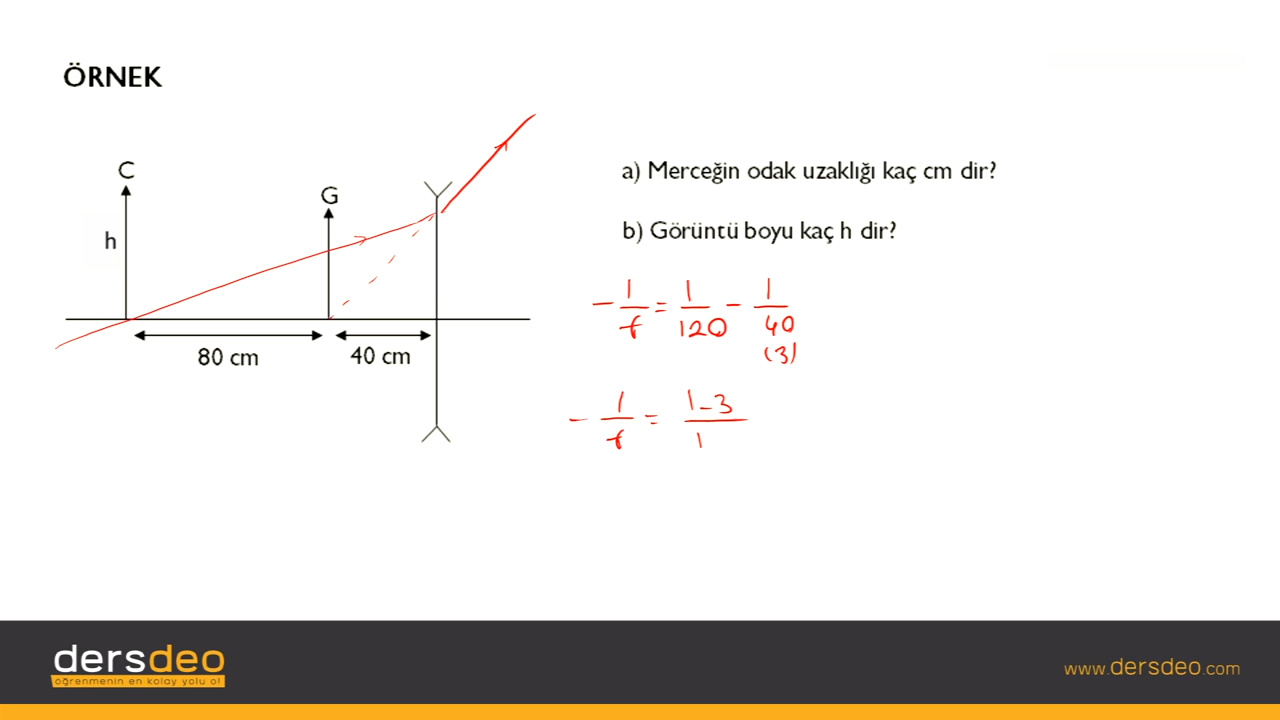 ÖRNEK
C
G
h
80 cm
40 cm
a) Merceğin odak uzaklığı kaç cm dir?
b) Görüntü boyu kaç h dir?
- 1/f = 1/120 - 1/40
(3)
- 1/f = 1-3/1
dersdeo
öğrenmenin en kolay yolu o!
www.dersdeo.com